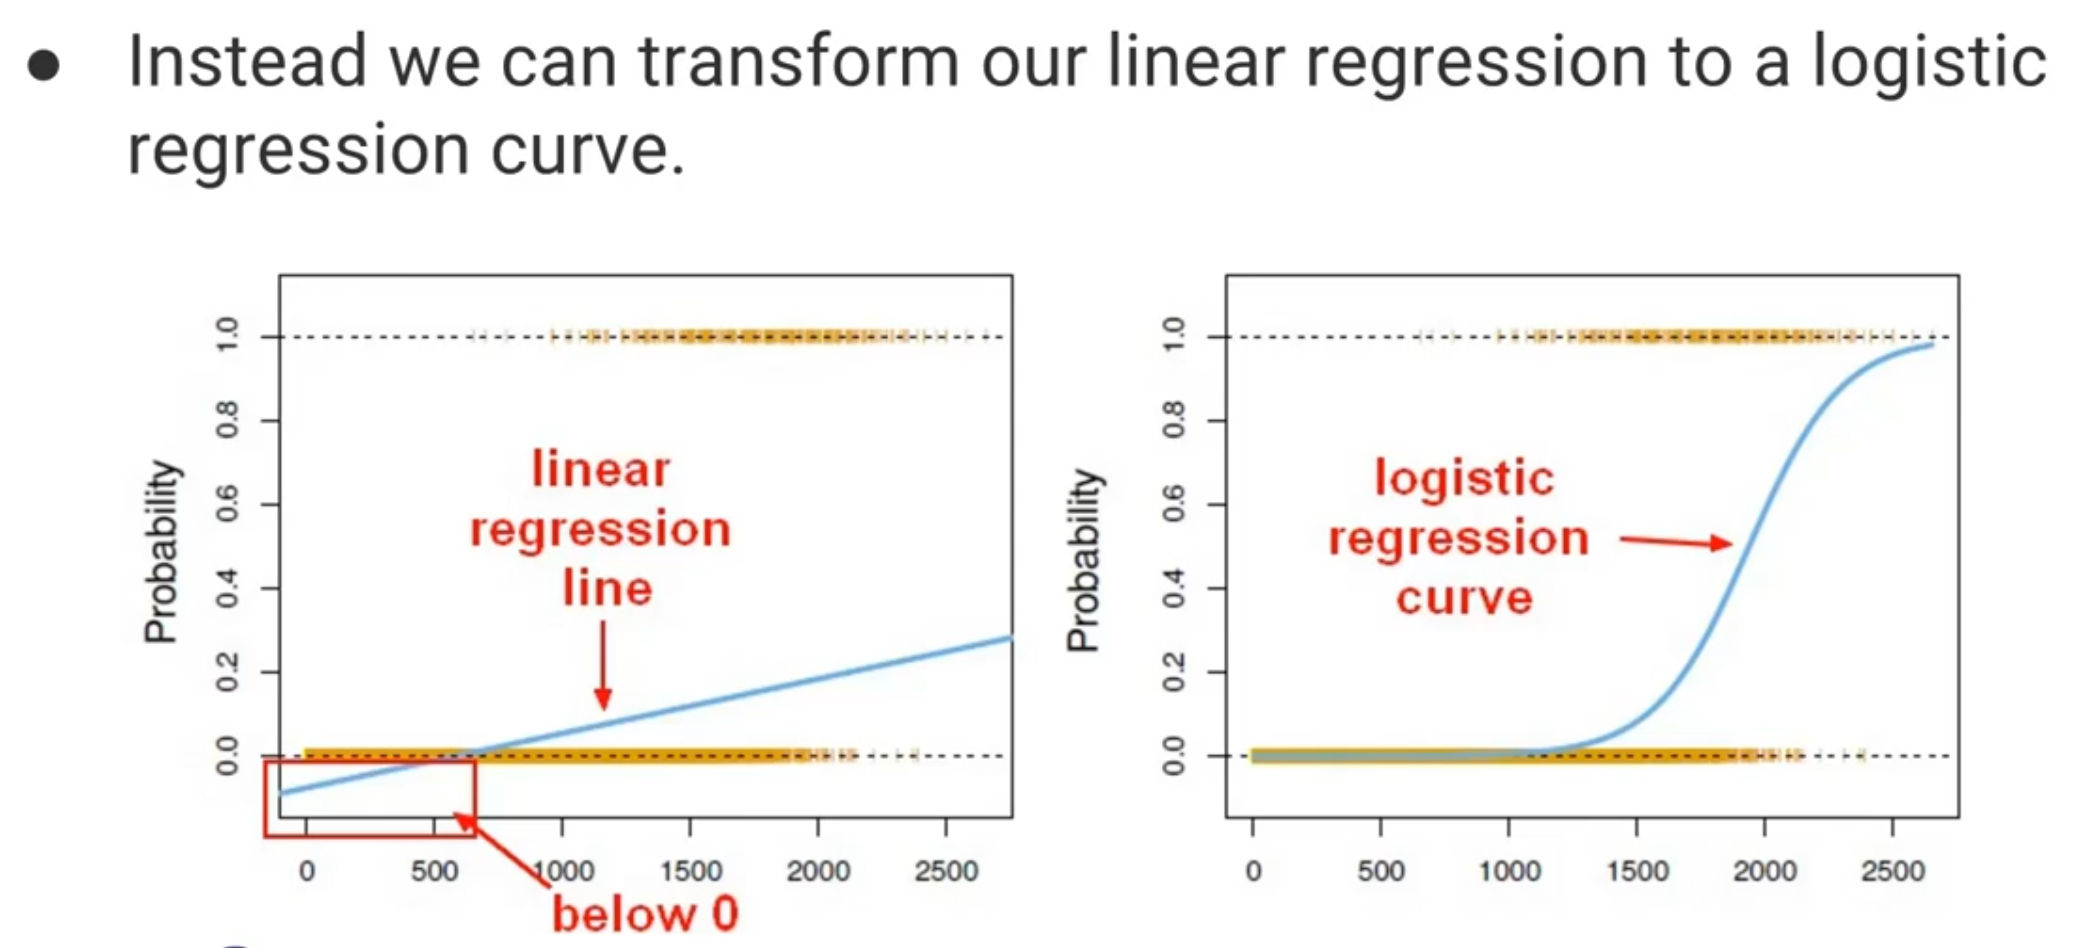 ● Instead we can transform our linear regression to a logistic
regression curve.
Probability
0.0
0.2
0.4
0.6
0.8
1.0
linear
regression
line
0
500
1000
1500
2000
2500
below 0
Probability
0.0
0.2
0.4
0.6
0.8
1.0
logistic
regression
curve
0
500
1000
1500
2000
2500